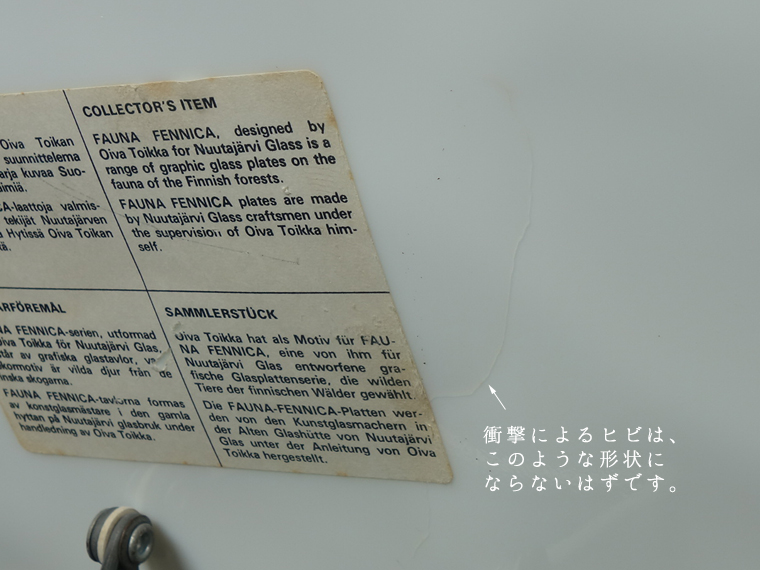 COLLECTOR'S ITEM
FAUNA FENNICA, designed by
Oiva Toikka for Nuutajärvi Glass is a
range of graphic glass plates on the
fauna of the Finnish forests.
FAUNA FENNICA plates are made
by Nuutajärvi Glass craftsmen under
the supervision of Oiva Toikka him-
self.
Oiva Toikan
suunnittelema
kuvaa Suo-
valmis-
tekijät Nuutajärven
Hytissä Oiva Toikan
FENNICA-serien, utformad
Toikka för Nuutajärvi Glas,
av grafiska glastavlor,
är vilda djur från de
skogarna.
FAUNA FENNICA-tavlorna formas
av konstglasmästare i den gamla
hyttan på Nuutajärvi glasbruk under
handledning av Oiva Toikka.
SAMMLERSTÜCK
Oiva Toikka hat als Motiv für FAU-
NA FENNICA, eine von ihm für
Nuutajärvi Glas entworfene gra-
fische Glasplattenserie, die wilden
Tiere der finnischen Wälder gewählt.
Die FAUNA-FENNICA-Platten wer-
den von den Kunstglasmachern in
der Alten Glashütte von Nuutajärvi
Glas unter der Anleitung von Oiva
Toikka hergestellt.
衝撃によるヒビは、
このような形状に
ならないはずです。